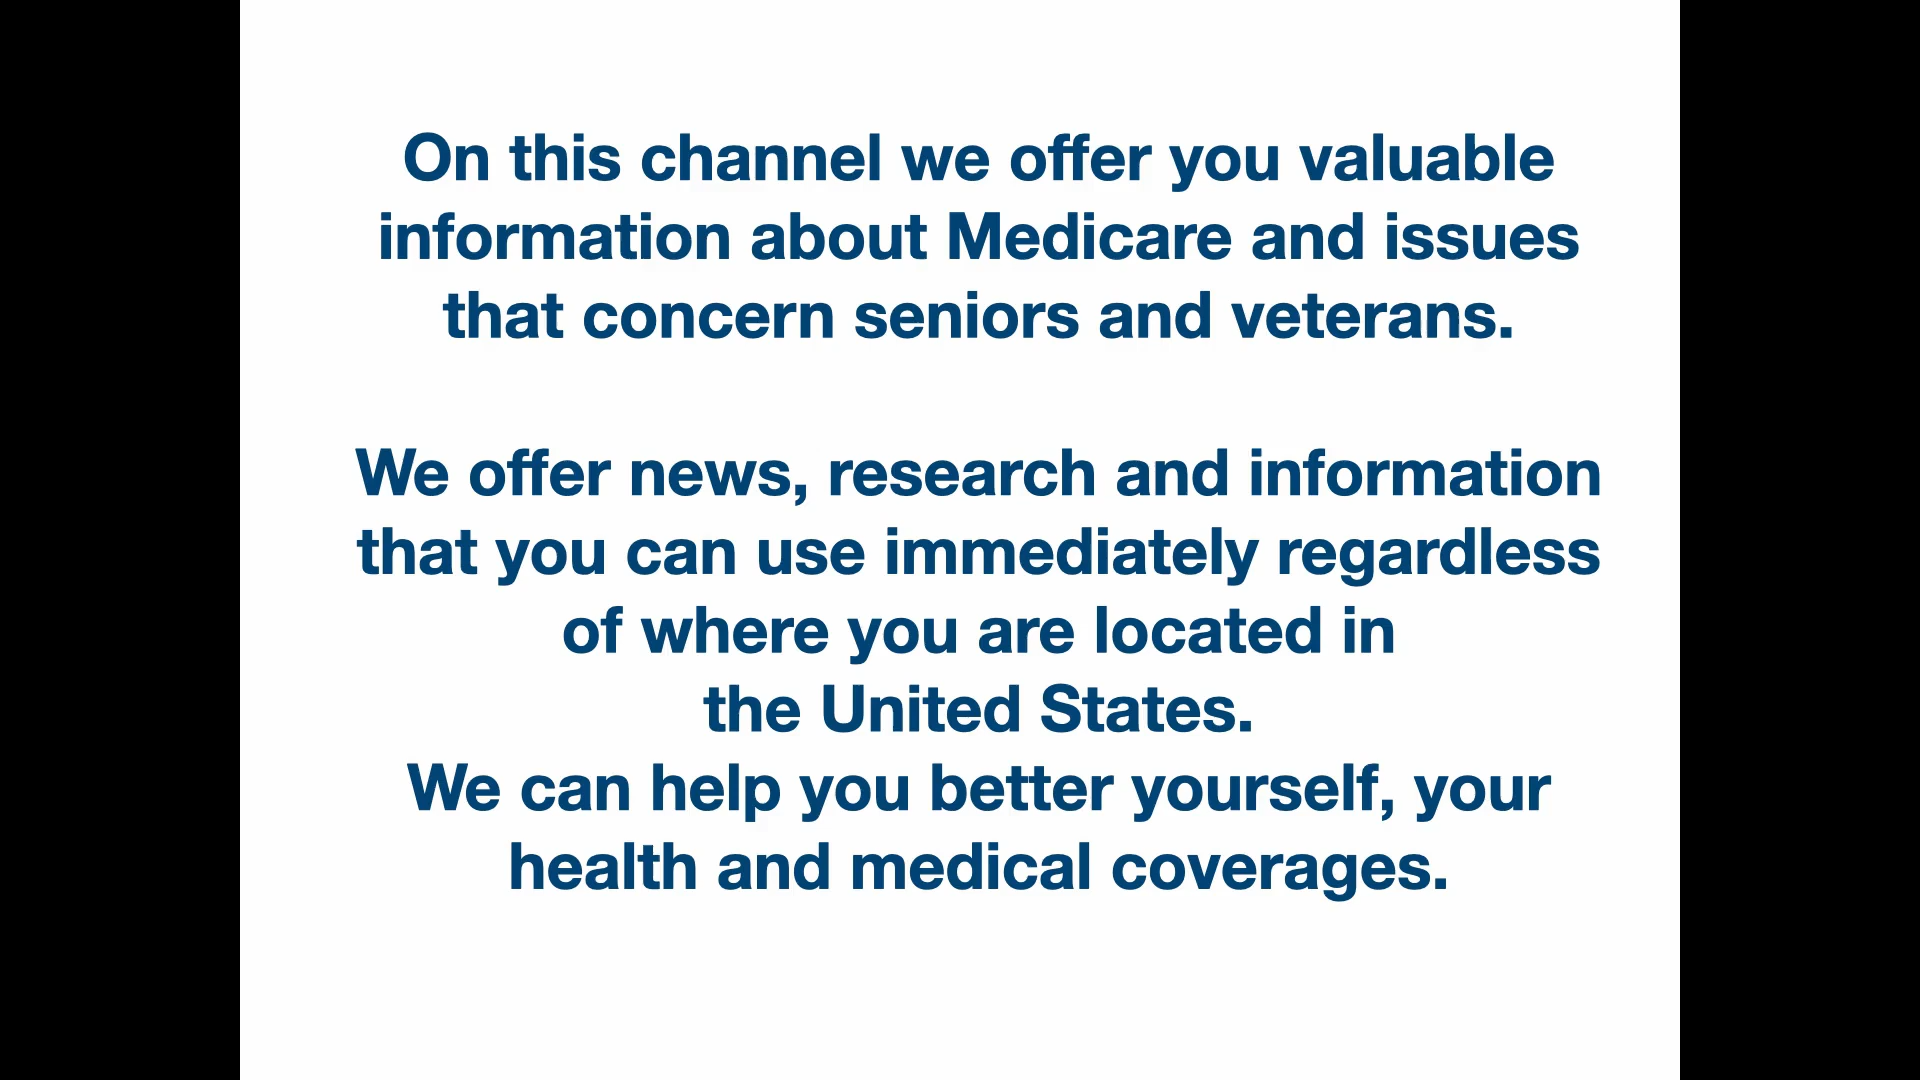 On this channel we offer you valuable
information about Medicare and issues
that concern seniors and veterans.
We offer news, research and information
that you can use immediately regardless
of where you are located in
the United States.
We can help you better yourself, your
health and medical coverages.